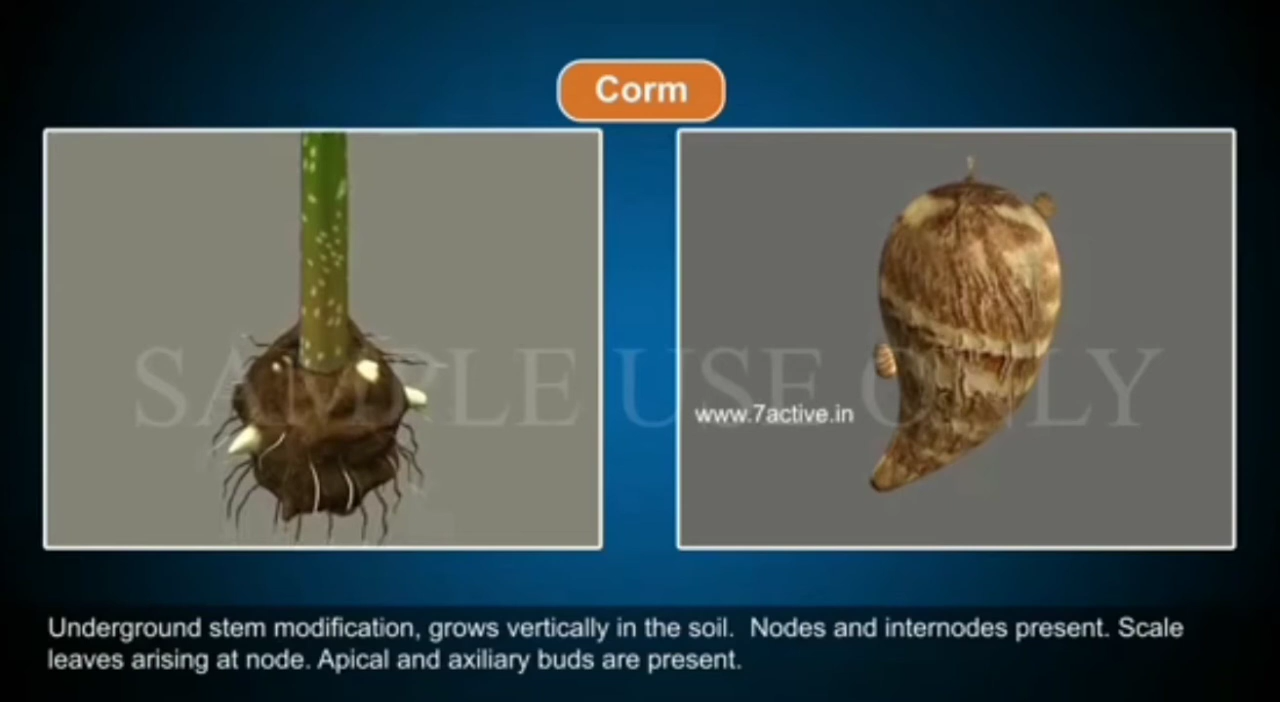 Corm
SAMPLE USE ONLY
www.7active.in
Underground stem modification, grows vertically in the soil.  Nodes and internodes present. Scale
leaves arising at node. Apical and axiliary buds are present.